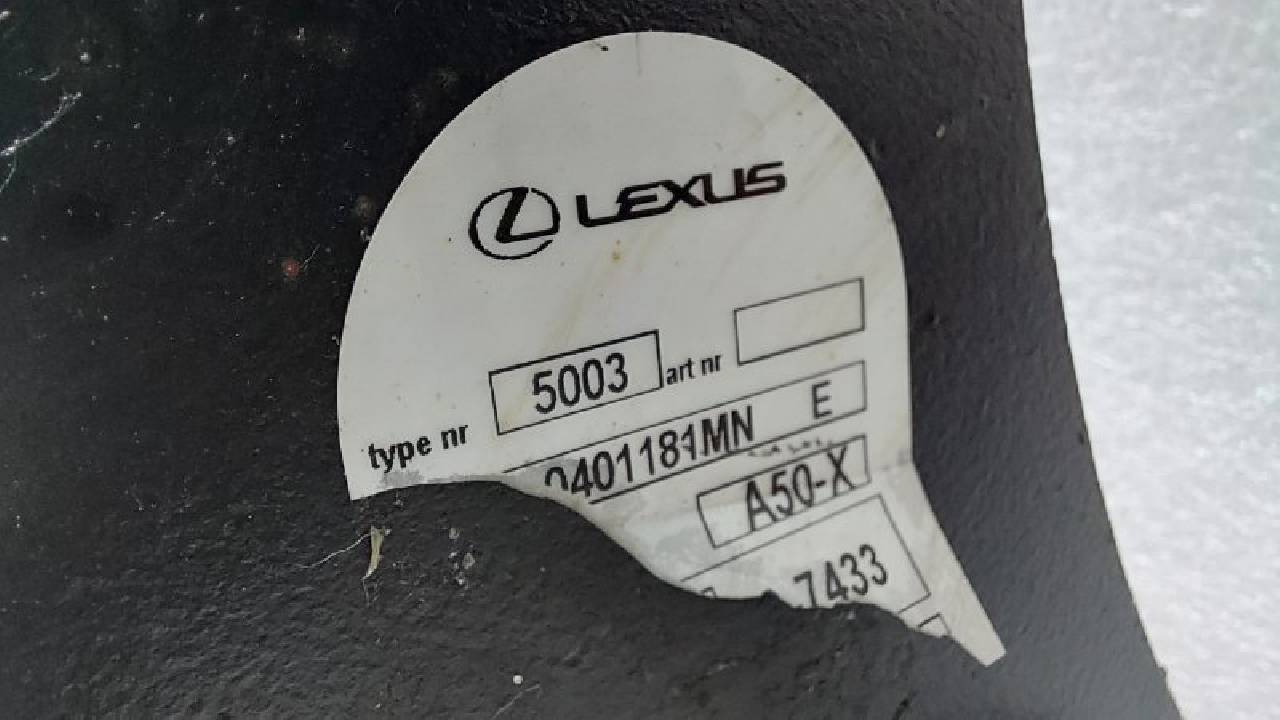 LEXUS
type nr 5003 art nr
0401181MN E
A50-X
7433